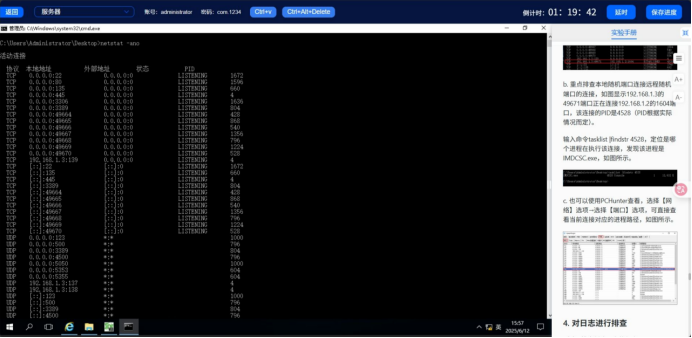 返回
服务器
账号: administrator 密码: com.1234
Ctrl+v
Ctrl+Alt+Delete
倒计时: 01 : 19 : 42
延时
保存进度
管理员: C:\Windows\system32\cmd.exe
C:\Users\Administrator\Desktop>netstat -ano
活动连接
协议 本地地址 外部地址 状态 PID
TCP 0.0.0.0:22 0.0.0.0:0 LISTENING 1672
TCP 0.0.0.0:80 0.0.0.0:0 LISTENING 1596
TCP 0.0.0.0:135 0.0.0.0:0 LISTENING 660
TCP 0.0.0.0:445 0.0.0.0:0 LISTENING 4
TCP 0.0.0.0:3306 0.0.0.0:0 LISTENING 1636
TCP 0.0.0.0:3389 0.0.0.0:0 LISTENING 804
TCP 0.0.0.0:49664 0.0.0.0:0 LISTENING 428
TCP 0.0.0.0:49665 0.0.0.0:0 LISTENING 868
TCP 0.0.0.0:49666 0.0.0.0:0 LISTENING 540
TCP 0.0.0.0:49667 0.0.0.0:0 LISTENING 1356
TCP 0.0.0.0:49668 0.0.0.0:0 LISTENING 796
TCP 0.0.0.0:49669 0.0.0.0:0 LISTENING 1224
TCP 0.0.0.0:49670 0.0.0.0:0 LISTENING 528
TCP 192.168.1.3:139 0.0.0.0:0 LISTENING 4
TCP [::]:22 [::]:0 LISTENING 1672
TCP [::]:135 [::]:0 LISTENING 660
TCP [::]:445 [::]:0 LISTENING 4
TCP [::]:3389 [::]:0 LISTENING 804
TCP [::]:49664 [::]:0 LISTENING 428
TCP [::]:49665 [::]:0 LISTENING 868
TCP [::]:49666 [::]:0 LISTENING 540
TCP [::]:49667 [::]:0 LISTENING 1356
TCP [::]:49668 [::]:0 LISTENING 796
TCP [::]:49669 [::]:0 LISTENING 1224
TCP [::]:49670 [::]:0 LISTENING 528
UDP 0.0.0.0:123 *:* 1000
UDP 0.0.0.0:500 *:* 796
UDP 0.0.0.0:3389 *:* 804
UDP 0.0.0.0:4500 *:* 796
UDP 0.0.0.0:5050 *:* 1000
UDP 0.0.0.0:5353 *:* 604
UDP 0.0.0.0:5355 *:* 604
UDP 192.168.1.3:137 *:* 4
UDP 192.168.1.3:138 *:* 4
UDP [::]:123 *:* 1000
UDP [::]:500 *:* 796
UDP [::]:3389 *:* 804
UDP [::]:4500 *:* 796
英
15:57
2025/6/12
实验手册
A+
A-
b. 重点排查本地随机端口连接远程随机
端口的连接，如图显示192.168.1.3的
49671端口正在连接192.168.1.2的1604端
口，该连接的PID是4528（PID根据实际
情况而定）。
输入命令tasklist |findstr 4528，定位是哪
个进程在执行该连接，发现该进程是
IMDCSC.exe，如图所示。
c. 也可以使用PCHunter查看，选择【网
络】选项→选择【端口】选项，可直接查
看当前连接对应的进程路径，如图所示。
4. 对日志进行排查